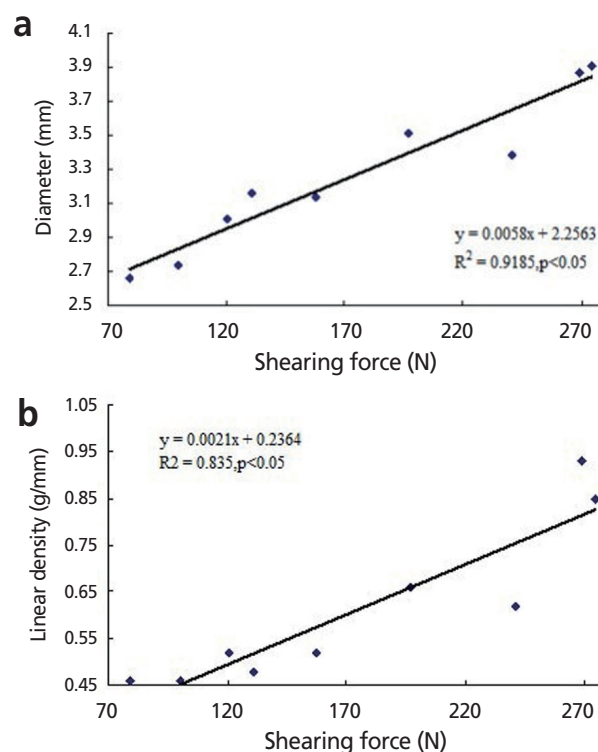 a
4.1
3.9
3.7
3.5
3.3
3.1
2.9
2.7
2.5
Diameter (mm)
y = 0.0058x + 2.2563
R² = 0.9185,p<0.05
70 120 170 220 270
Shearing force (N)
b
1.05
0.95
0.85
0.65
0.55
0.45
Linear density (g/mm)
y = 0.0021x + 0.2364
R2 = 0.835,p<0.05
70 120 170 220 270
Shearing force (N)